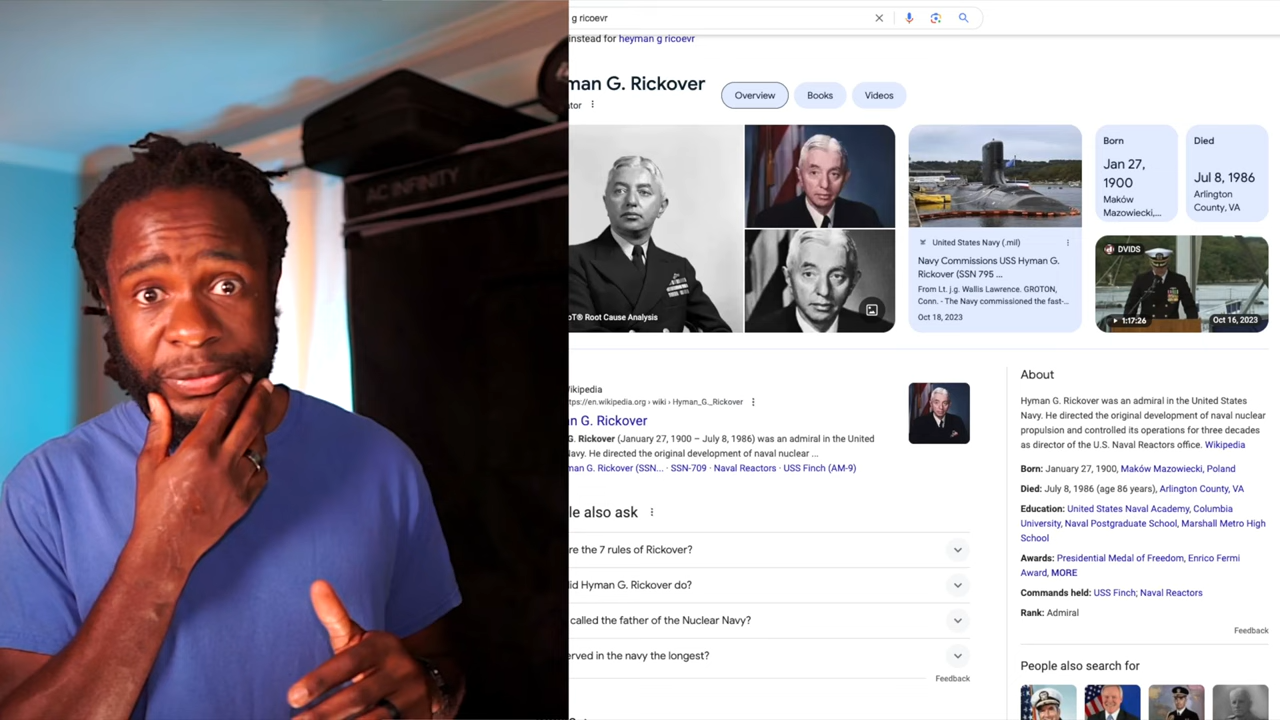 AC INFINITY
g ricoevr
instead for heyman g ricoevr
man G. Rickover
Overview
Books
Videos
ator
oT® Root Cause Analysis
United States Navy (.mil)
Navy Commissions USS Hyman G.
Rickover (SSN 795 ...
From Lt. j.g. Wallis Lawrence. GROTON,
Conn. - The Navy commissioned the fast-...
Oct 18, 2023
Born
Jan 27,
1900
Maków
Mazowiecki,...
Died
Jul 8, 1986
Arlington
County, VA
DVIDS
1:17:26
Oct 16, 2023
ikipedia
tps://en.wikipedia.org › wiki › Hyman_G._Rickover
n G. Rickover
G. Rickover (January 27, 1900 – July 8, 1986) was an admiral in the United
avy. He directed the original development of naval nuclear ...
man G. Rickover (SSN... · SSN-709 · Naval Reactors · USS Finch (AM-9)
le also ask
re the 7 rules of Rickover?
id Hyman G. Rickover do?
called the father of the Nuclear Navy?
erved in the navy the longest?
Feedback
About
Hyman G. Rickover was an admiral in the United States
Navy. He directed the original development of naval nuclear
propulsion and controlled its operations for three decades
as director of the U.S. Naval Reactors office. Wikipedia
Born: January 27, 1900, Maków Mazowiecki, Poland
Died: July 8, 1986 (age 86 years), Arlington County, VA
Education: United States Naval Academy, Columbia
University, Naval Postgraduate School, Marshall Metro High
School
Awards: Presidential Medal of Freedom, Enrico Fermi
Award, MORE
Commands held: USS Finch; Naval Reactors
Rank: Admiral
Feedback
People also search for